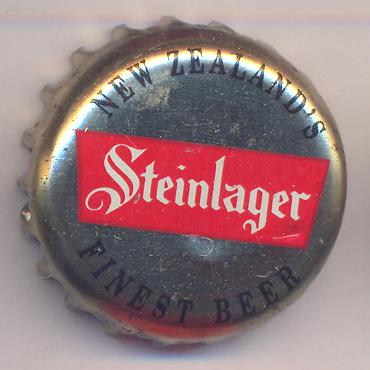 NEW ZEALAND'S
Steinlager
FINEST BEER